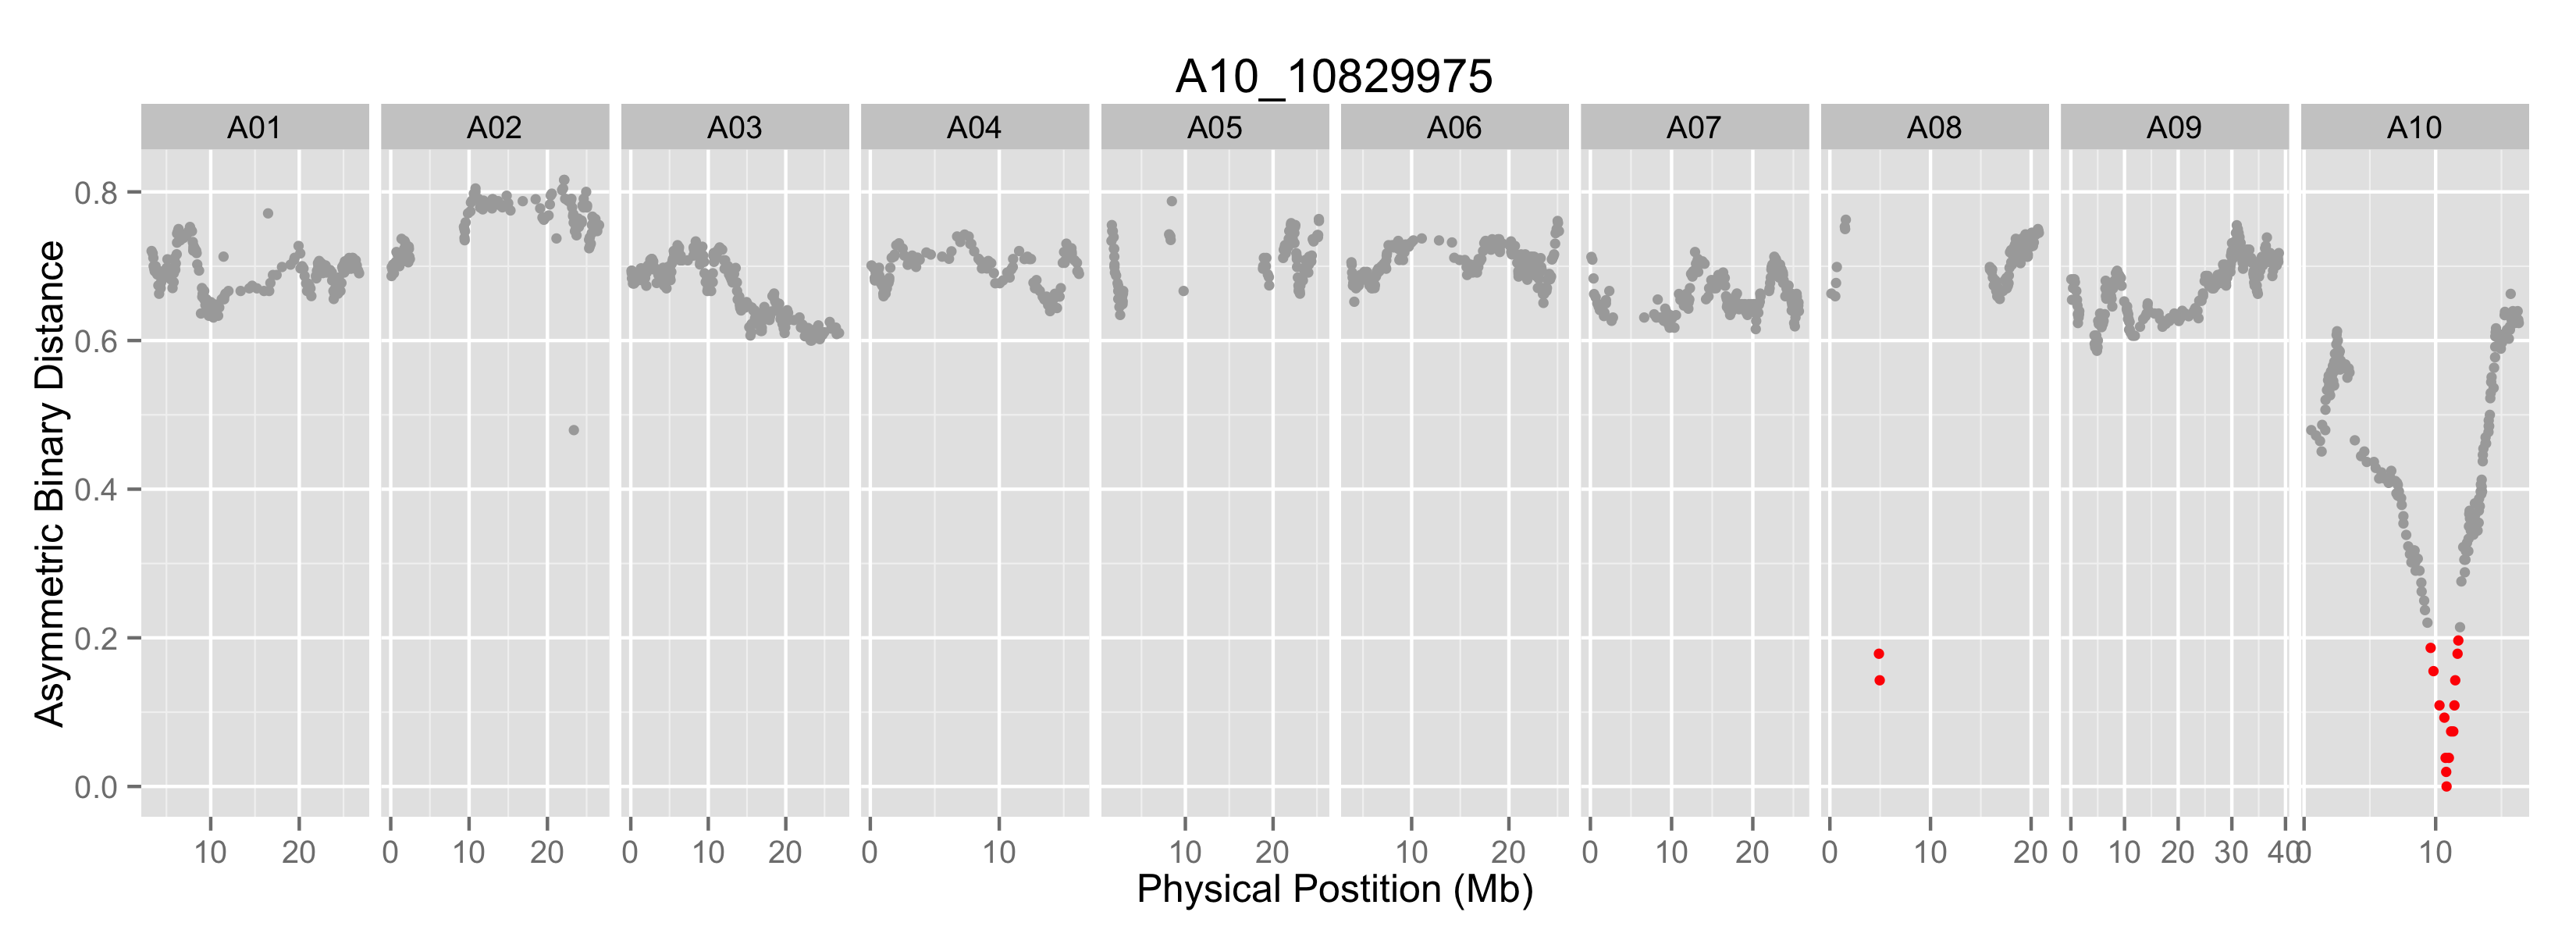 A10_10829975
A01 A02 A03 A04 A05 A06 A07 A08 A09 A10
Asymmetric Binary Distance
0.8
0.6
0.4
0.2
0.0
10 20 0 10 20 0 10 20 0 10 10 20 10 20 0 10 20 0 10 20 0 10 20 30 40 0 10
Physical Postition (Mb)